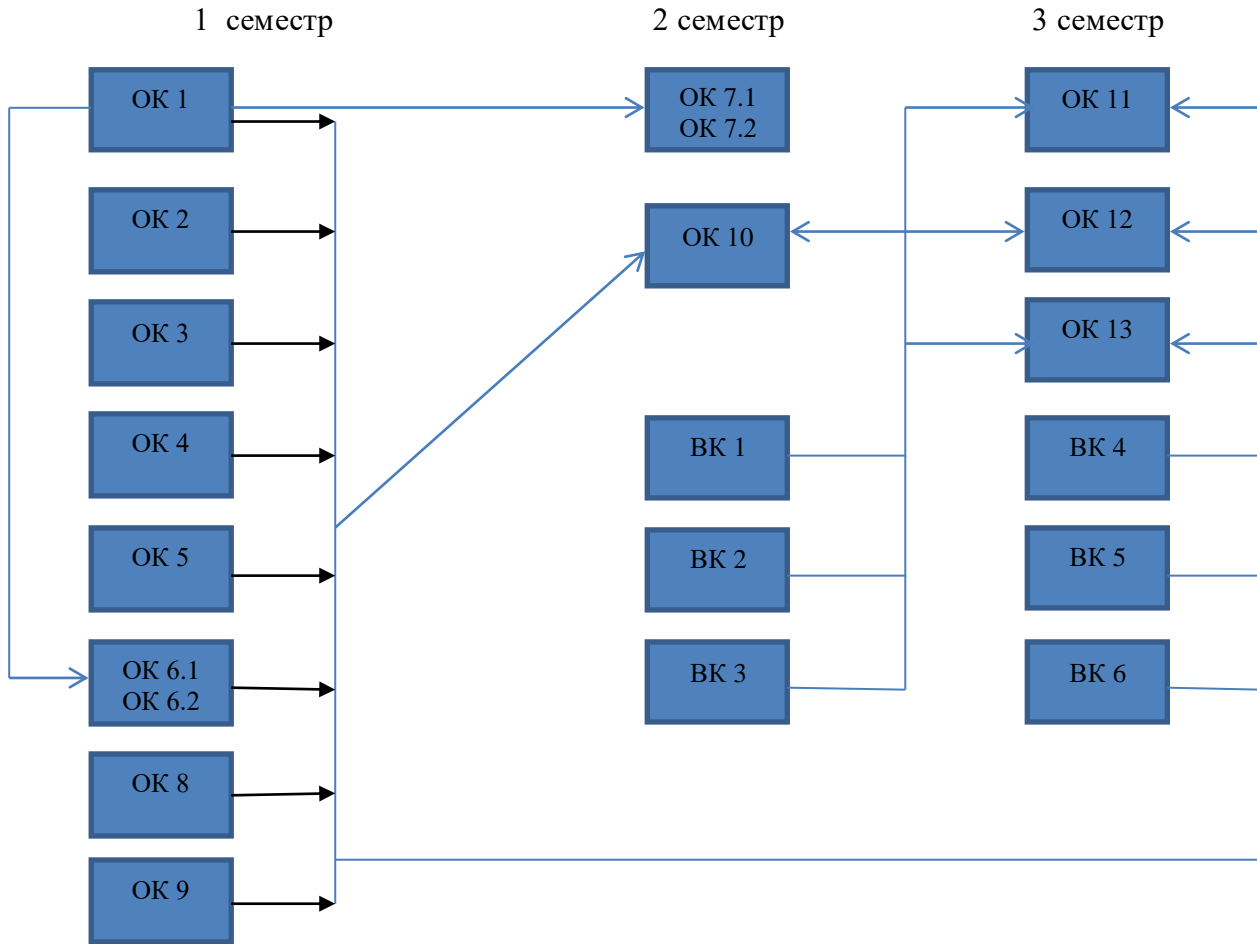 1 семестр
2 семестр
3 семестр
ОК 1
ОК 2
ОК 3
ОК 4
ОК 5
ОК 6.1
ОК 6.2
ОК 8
ОК 9
ОК 7.1
ОК 7.2
ОК 10
ВК 1
ВК 2
ВК 3
ОК 11
ОК 12
ОК 13
ВК 4
ВК 5
ВК 6